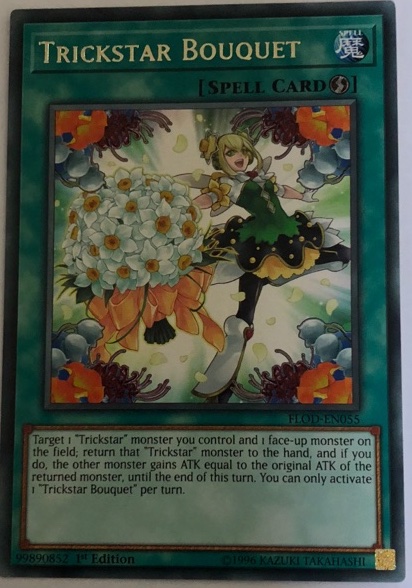 TRICKSTAR BOUQUET
SPELL
魔
[SPELL CARD]
FLOD-EN055
Target 1 "Trickstar" monster you control and 1 face-up monster on
the field; return that "Trickstar" monster to the hand, and if you
do, the other monster gains ATK equal to the original ATK of the
returned monster, until the end of this turn. You can only activate
1 "Trickstar Bouquet" per turn.
99890852 1st Edition ©1996 KAZUKI TAKAHASHI